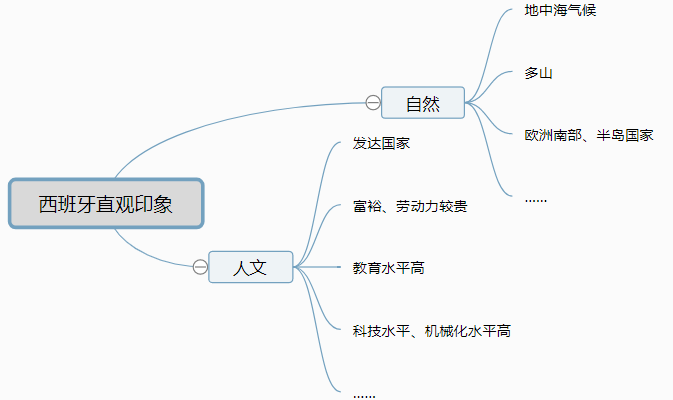 西班牙直观印象
自然
地中海气候
多山
欧洲南部、半岛国家
......
人文
发达国家
富裕、劳动力较贵
教育水平高
科技水平、机械化水平高
......